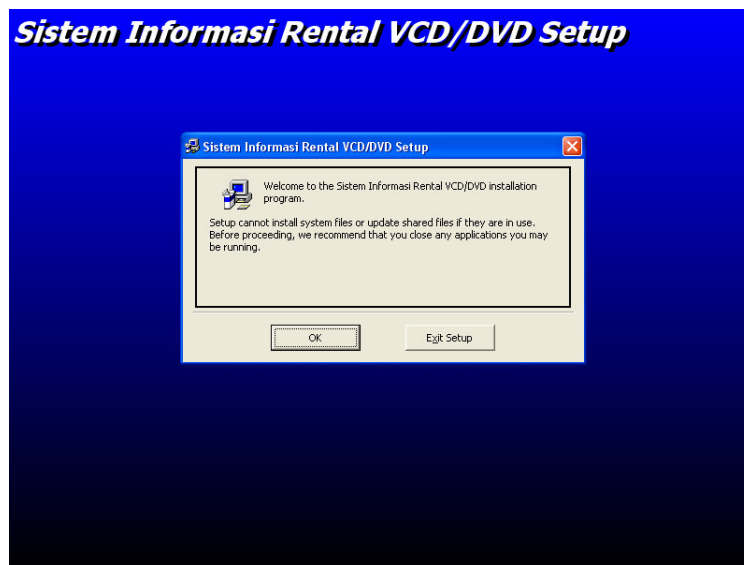 Sistem Informasi Rental VCD/DVD Setup
Sistem Informasi Rental VCD/DVD Setup
Welcome to the Sistem Informasi Rental VCD/DVD installation
program.
Setup cannot install system files or update shared files if they are in use.
Before proceeding, we recommend that you close any applications you may
be running.
OK
Exit Setup